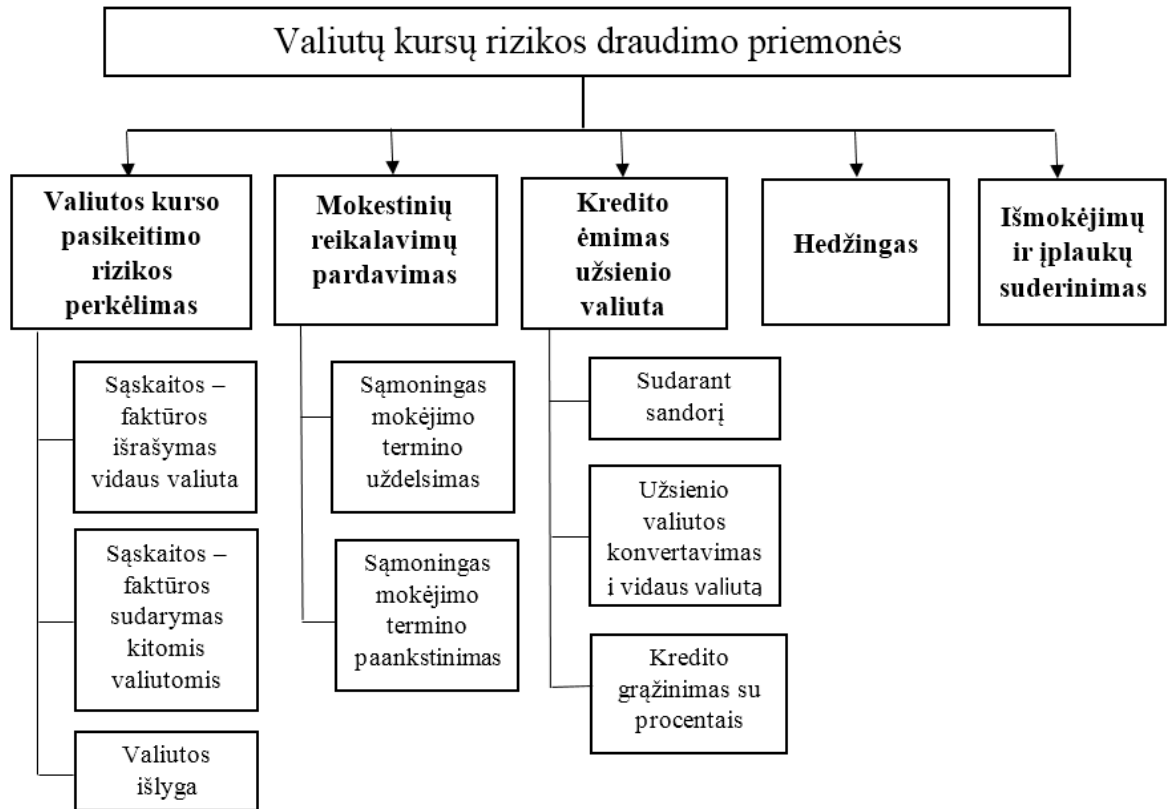 Valiutų kursų rizikos draudimo priemonės
Valiutos kurso
pasikeitimo
rizikos
perkėlimas
Mokestinių
reikalavimų
pardavimas
Kredito
ėmimas
užsienio
valiuta
Hedžingas
Išmokėjimų
ir įplaukų
suderinimas
Sąskaitos –
faktūros
išrašymas
vidaus valiuta
Sąskaitos –
faktūros
sudarymas
kitomis
valiutomis
Valiutos
išlyga
Sąmoningas
mokėjimo
termino
uždelsimas
Sąmoningas
mokėjimo
termino
paankstinimas
Sudarant
sandorį
Užsienio
valiutos
konvertavimas
į vidaus valiutą
Kredito
grąžinimas su
procentais